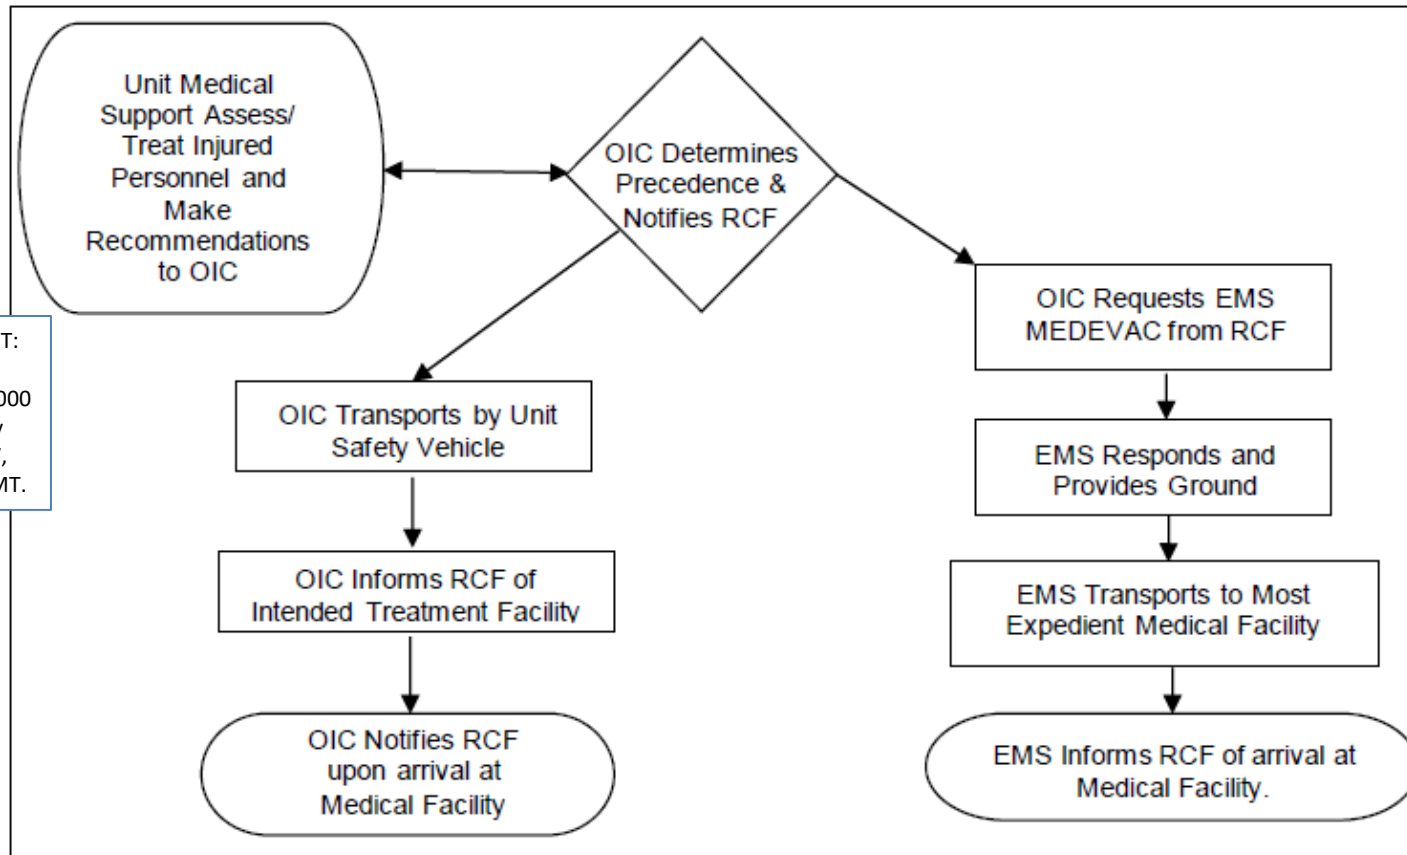 Unit Medical
Support Assess/
Treat Injured
Personnel and
Make
Recommendations
to OIC
OIC Determines
Precedence &
Notifies RCF
OIC Requests EMS
MEDEVAC from RCF
T:
000
,
MT.
OIC Transports by Unit
Safety Vehicle
EMS Responds and
Provides Ground
OIC Informs RCF of
Intended Treatment Facility
EMS Transports to Most
Expedient Medical Facility
OIC Notifies RCF
upon arrival at
Medical Facility
EMS Informs RCF of arrival at
Medical Facility.